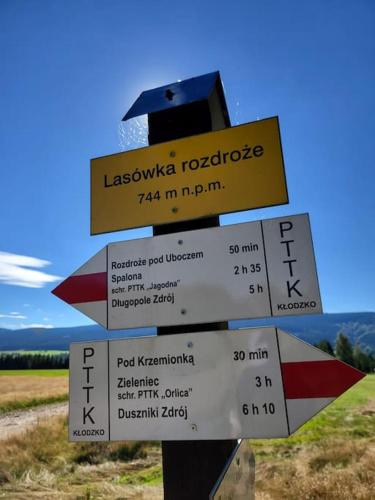 Lasówka rozdroże
744 m n.p.m.
Rozdroże pod Uboczem 50 min
Spalona 2 h 35
schr. PTTK „Jagodna"
Długopole Zdrój 5 h
PTTK
KŁODZKO
Pod Krzemionką 30 min
Zieleniec 3 h
schr. PTTK „Orlica"
Duszniki Zdrój 6 h 10
PTTK
KŁODZKO